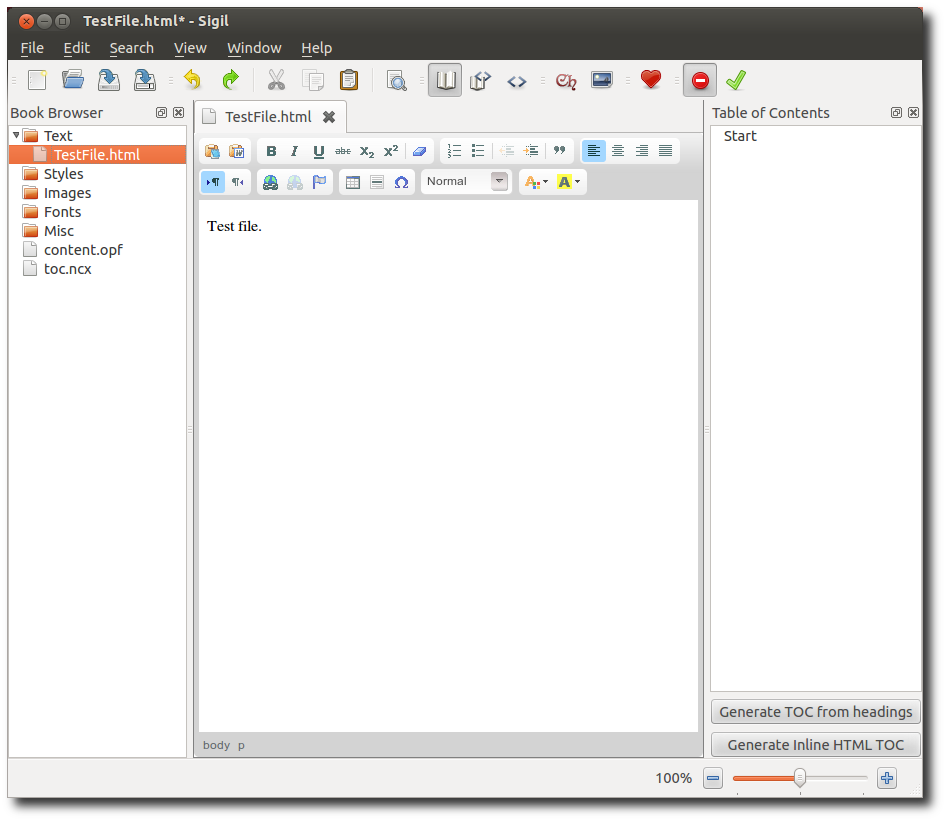 TestFile.html* - Sigil
File Edit Search View Window Help
Book Browser
Text
TestFile.html
Styles
Images
Fonts
Misc
content.opf
toc.ncx
TestFile.html
B I U abc X2 X2
Normal
A A
Test file.
body p
Table of Contents
Start
Generate TOC from headings
Generate Inline HTML TOC
100%